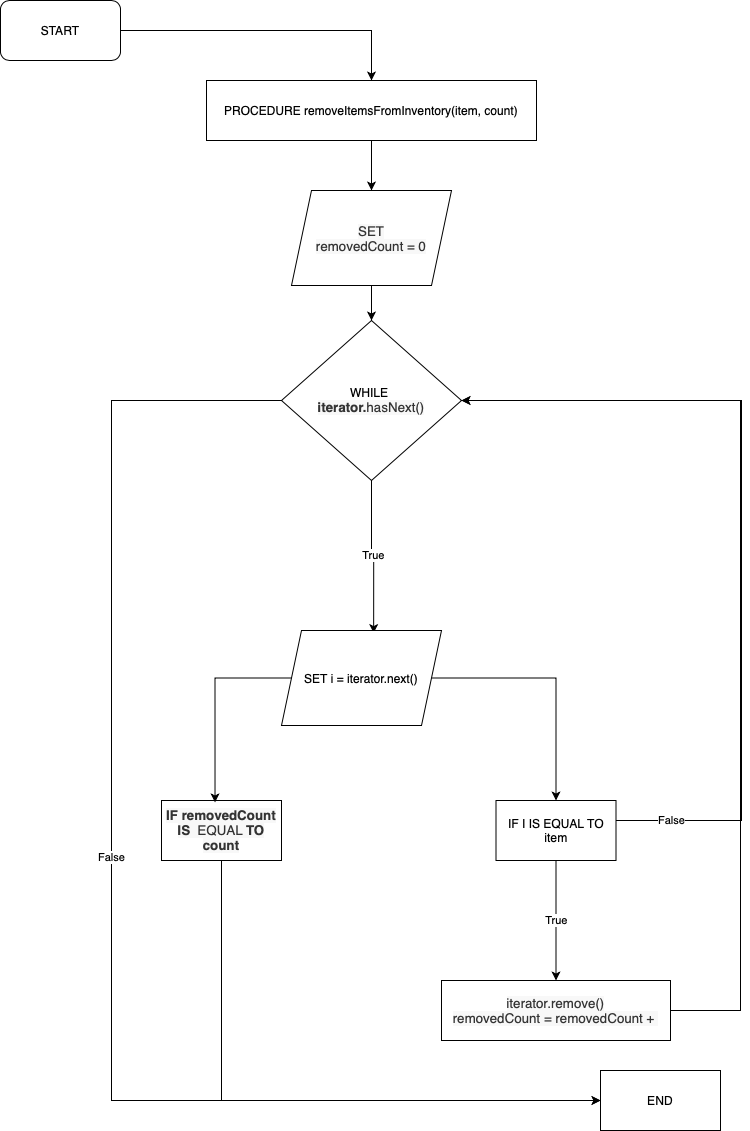 START
PROCEDURE removeItemsFromInventory(item, count)
SET
removedCount = 0
WHILE
iterator.hasNext()
True
SET i = iterator.next()
IF removedCount
IS EQUAL TO
count
IF I IS EQUAL TO
item
False
False
True
iterator.remove()
removedCount = removedCount +
END